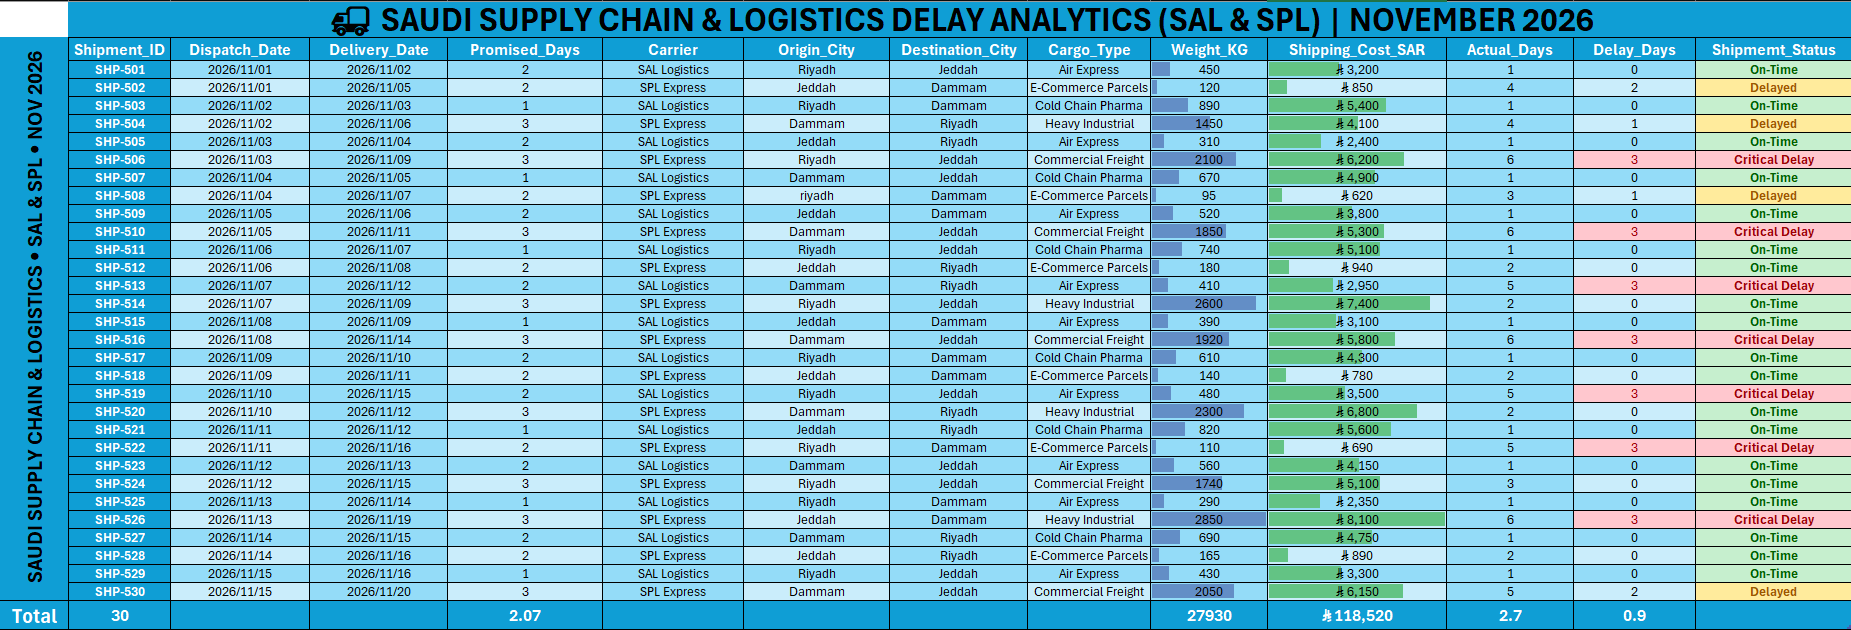 SAUDI SUPPLY CHAIN & LOGISTICS DELAY ANALYTICS (SAL & SPL) | NOVEMBER 2026
SAUDI SUPPLY CHAIN & LOGISTICS • SAL & SPL • NOV 2026
Shipment_ID Dispatch_Date Delivery_Date Promised_Days Carrier Origin_City Destination_City Cargo_Type Weight_KG Shipping_Cost_SAR Actual_Days Delay_Days Shipmemt_Status
SHP-501 2026/11/01 2026/11/02 2 SAL Logistics Riyadh Jeddah Air Express 450 ⃁ 3,200 1 0 On-Time
SHP-502 2026/11/01 2026/11/05 2 SPL Express Jeddah Dammam E-Commerce Parcels 120 ⃁ 850 4 2 Delayed
SHP-503 2026/11/02 2026/11/03 1 SAL Logistics Riyadh Dammam Cold Chain Pharma 890 ⃁ 5,400 1 0 On-Time
SHP-504 2026/11/02 2026/11/06 3 SPL Express Dammam Riyadh Heavy Industrial 1450 ⃁ 4,100 4 1 Delayed
SHP-505 2026/11/03 2026/11/04 2 SAL Logistics Jeddah Riyadh Air Express 310 ⃁ 2,400 1 0 On-Time
SHP-506 2026/11/03 2026/11/09 3 SPL Express Riyadh Jeddah Commercial Freight 2100 ⃁ 6,200 6 3 Critical Delay
SHP-507 2026/11/04 2026/11/05 1 SAL Logistics Dammam Jeddah Cold Chain Pharma 670 ⃁ 4,900 1 0 On-Time
SHP-508 2026/11/04 2026/11/07 2 SPL Express riyadh Dammam E-Commerce Parcels 95 ⃁ 620 3 1 Delayed
SHP-509 2026/11/05 2026/11/06 2 SAL Logistics Jeddah Dammam Air Express 520 ⃁ 3,800 1 0 On-Time
SHP-510 2026/11/05 2026/11/11 3 SPL Express Dammam Jeddah Commercial Freight 1850 ⃁ 5,300 6 3 Critical Delay
SHP-511 2026/11/06 2026/11/07 1 SAL Logistics Riyadh Jeddah Cold Chain Pharma 740 ⃁ 5,100 1 0 On-Time
SHP-512 2026/11/06 2026/11/08 2 SPL Express Jeddah Riyadh E-Commerce Parcels 180 ⃁ 940 2 0 On-Time
SHP-513 2026/11/07 2026/11/12 2 SAL Logistics Dammam Riyadh Air Express 410 ⃁ 2,950 5 3 Critical Delay
SHP-514 2026/11/07 2026/11/09 3 SPL Express Riyadh Jeddah Heavy Industrial 2600 ⃁ 7,400 2 0 On-Time
SHP-515 2026/11/08 2026/11/09 1 SAL Logistics Jeddah Dammam Air Express 390 ⃁ 3,100 1 0 On-Time
SHP-516 2026/11/08 2026/11/14 3 SPL Express Dammam Jeddah Commercial Freight 1920 ⃁ 5,800 6 3 Critical Delay
SHP-517 2026/11/09 2026/11/10 2 SAL Logistics Riyadh Dammam Cold Chain Pharma 610 ⃁ 4,300 1 0 On-Time
SHP-518 2026/11/09 2026/11/11 2 SPL Express Jeddah Dammam E-Commerce Parcels 140 ⃁ 780 2 0 On-Time
SHP-519 2026/11/10 2026/11/15 2 SAL Logistics Riyadh Jeddah Air Express 480 ⃁ 3,500 5 3 Critical Delay
SHP-520 2026/11/10 2026/11/12 3 SPL Express Dammam Riyadh Heavy Industrial 2300 ⃁ 6,800 2 0 On-Time
SHP-521 2026/11/11 2026/11/12 1 SAL Logistics Jeddah Riyadh Cold Chain Pharma 820 ⃁ 5,600 1 0 On-Time
SHP-522 2026/11/11 2026/11/16 2 SPL Express Riyadh Dammam E-Commerce Parcels 110 ⃁ 690 5 3 Critical Delay
SHP-523 2026/11/12 2026/11/13 2 SAL Logistics Dammam Jeddah Air Express 560 ⃁ 4,150 1 0 On-Time
SHP-524 2026/11/12 2026/11/15 3 SPL Express Riyadh Jeddah Commercial Freight 1740 ⃁ 5,100 3 0 On-Time
SHP-525 2026/11/13 2026/11/14 1 SAL Logistics Riyadh Dammam Air Express 290 ⃁ 2,350 1 0 On-Time
SHP-526 2026/11/13 2026/11/19 3 SPL Express Jeddah Dammam Heavy Industrial 2850 ⃁ 8,100 6 3 Critical Delay
SHP-527 2026/11/14 2026/11/15 2 SAL Logistics Dammam Riyadh Cold Chain Pharma 690 ⃁ 4,750 1 0 On-Time
SHP-528 2026/11/14 2026/11/16 2 SPL Express Jeddah Riyadh E-Commerce Parcels 165 ⃁ 890 2 0 On-Time
SHP-529 2026/11/15 2026/11/16 1 SAL Logistics Riyadh Jeddah Air Express 430 ⃁ 3,300 1 0 On-Time
SHP-530 2026/11/15 2026/11/20 3 SPL Express Dammam Jeddah Commercial Freight 2050 ⃁ 6,150 5 2 Delayed
Total 30 2.07 27930 ⃁ 118,520 2.7 0.9